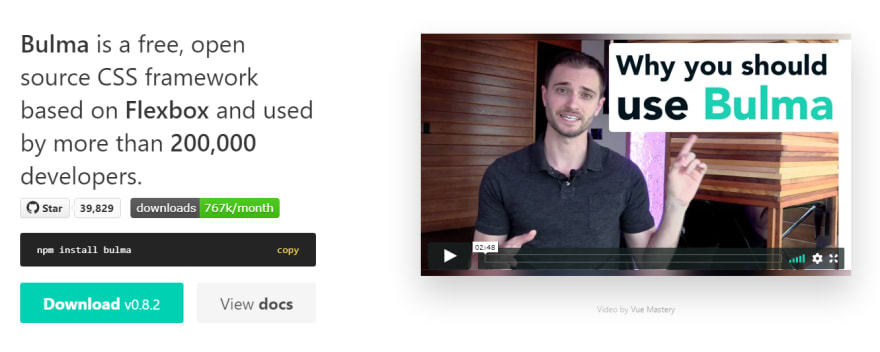 Bulma is a free, open
source CSS framework
based on Flexbox and used
by more than 200,000
developers.
Star 39,829 downloads 767k/month
npm install bulma copy
Download v0.8.2 View docs
Why you should
use Bulma
02:48
Video by Vue Mastery